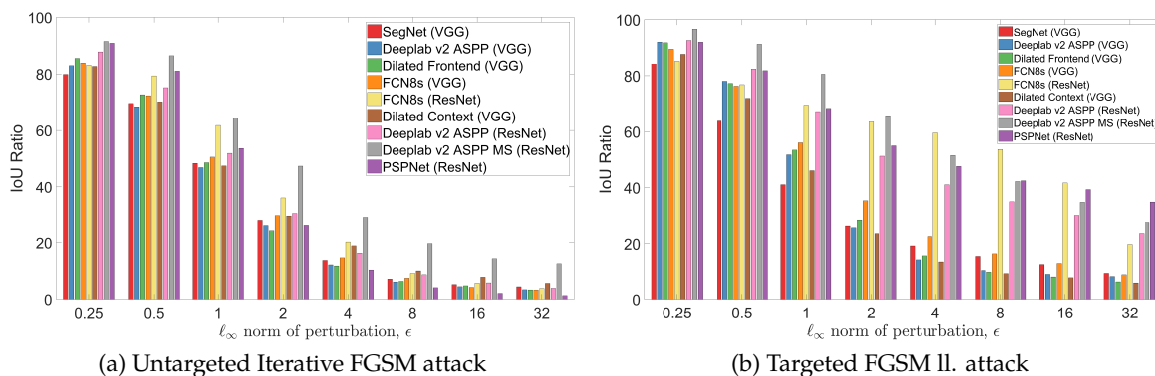 100
80
60
40
20
0
IoU Ratio
SegNet (VGG)
Deeplab v2 ASPP (VGG)
Dilated Frontend (VGG)
FCN8s (VGG)
FCN8s (ResNet)
Dilated Context (VGG)
Deeplab v2 ASPP (ResNet)
Deeplab v2 ASPP MS (ResNet)
PSPNet (ResNet)
0.25 0.5 1 2 4 8 16 32
ℓ∞ norm of perturbation, ϵ
(a) Untargeted Iterative FGSM attack
100
80
60
40
20
0
IoU Ratio
SegNet (VGG)
Deeplab v2 ASPP (VGG)
Dilated Frontend (VGG)
FCN8s (VGG)
FCN8s (ResNet)
Dilated Context (VGG)
Deeplab v2 ASPP (ResNet)
Deeplab v2 ASPP MS (ResNet)
PSPNet (ResNet)
0.25 0.5 1 2 4 8 16 32
ℓ∞ norm of perturbation, ϵ
(b) Targeted FGSM ll. attack